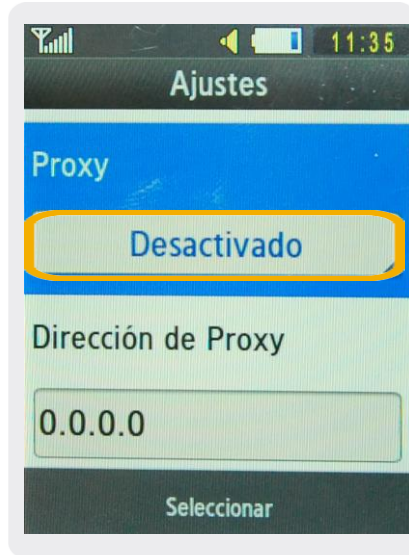 11:35
Ajustes
Proxy
Desactivado
Dirección de Proxy
0.0.0.0
Seleccionar